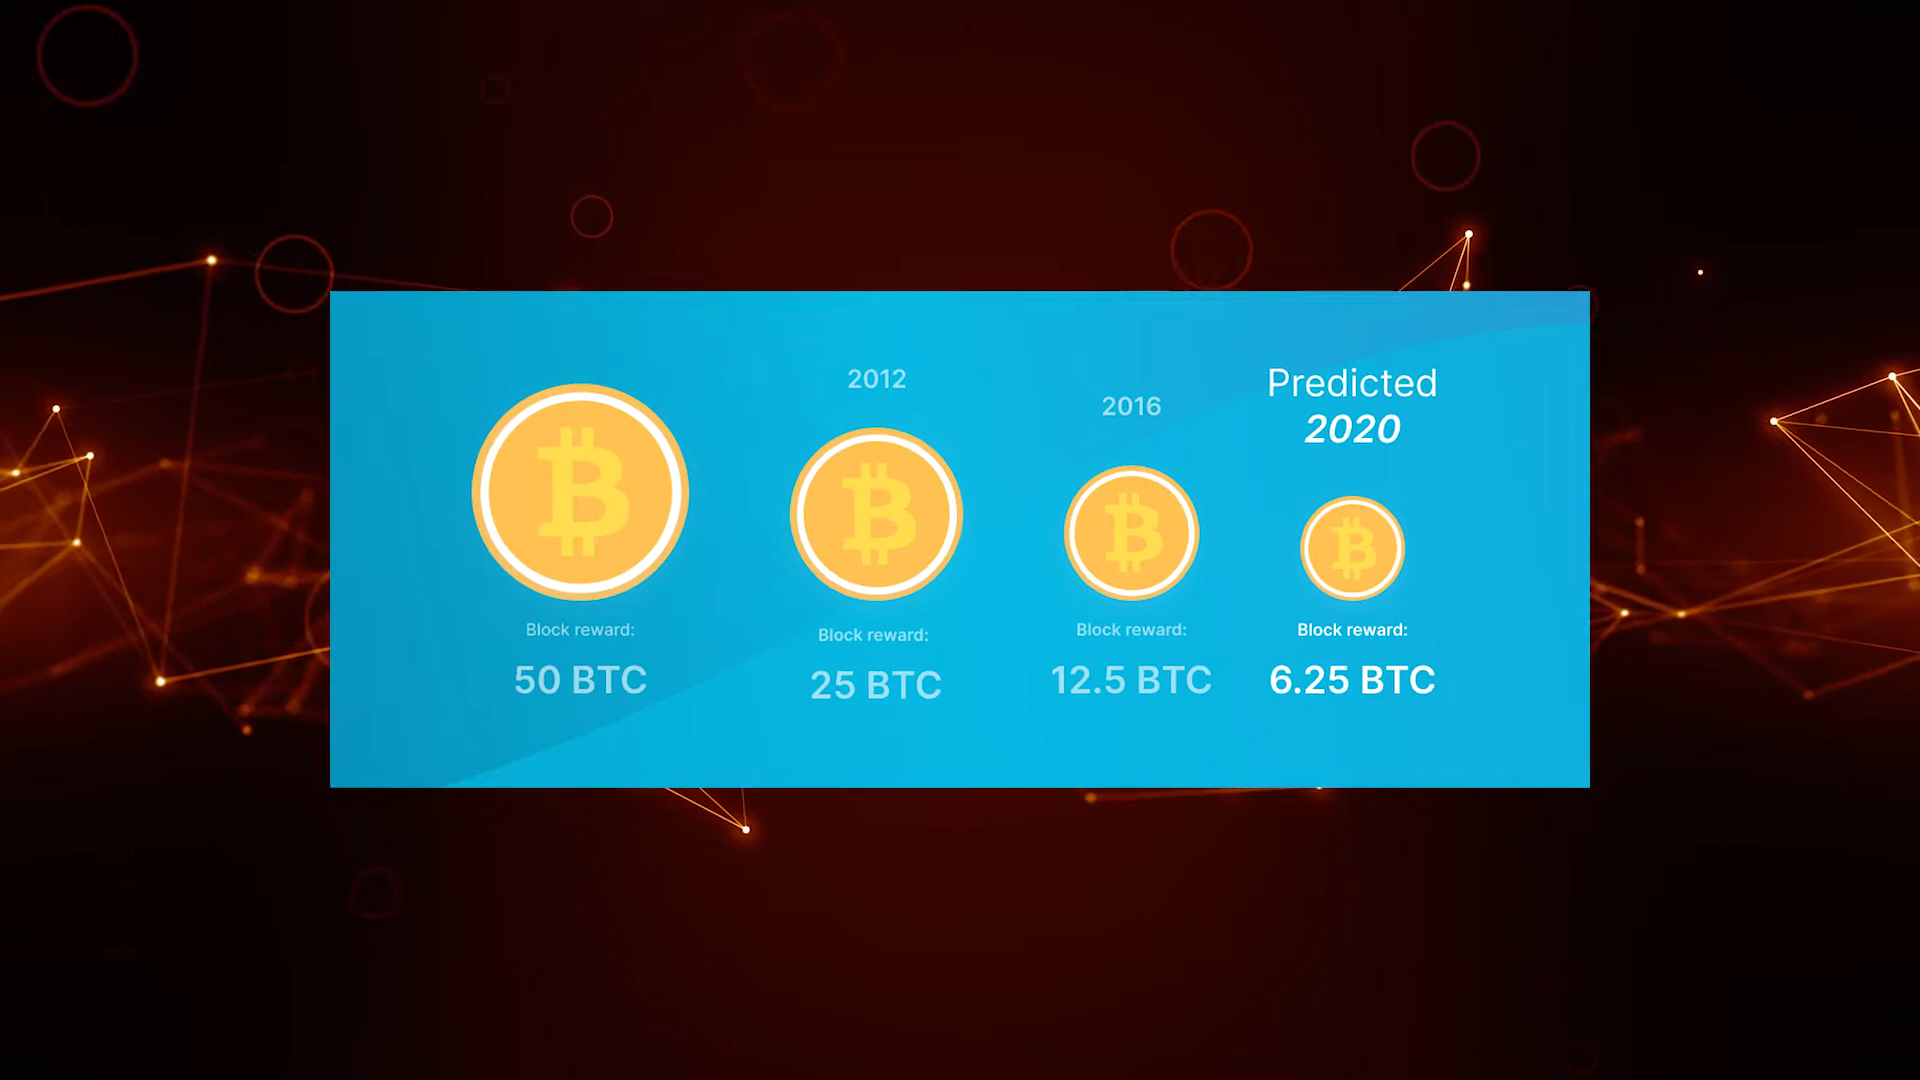 Block reward:
50 BTC
2012
Block reward:
25 BTC
2016
Block reward:
12.5 BTC
Predicted
2020
Block reward:
6.25 BTC